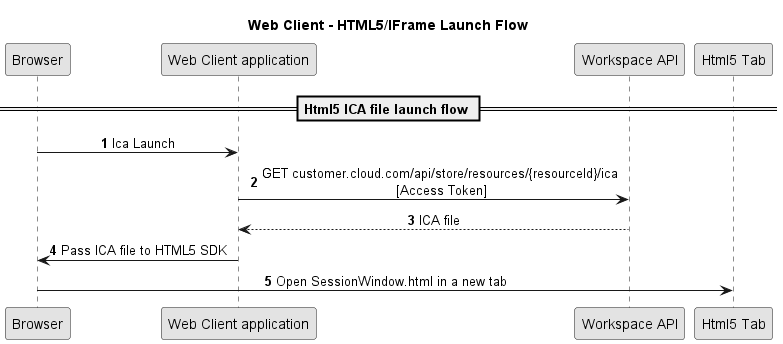 Web Client - HTML5/IFrame Launch Flow
Browser
Web Client application
Workspace API
Html5 Tab
Html5 ICA file launch flow
1 Ica Launch
2 GET customer.cloud.com/api/store/resources/{resourceId}/ica
[Access Token]
3 ICA file
4 Pass ICA file to HTML5 SDK
5 Open SessionWindow.html in a new tab
Browser
Web Client application
Workspace API
Html5 Tab